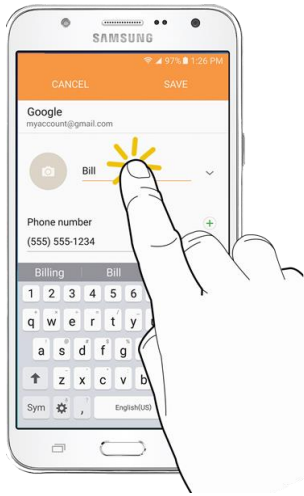 SAMSUNG
97% 1:26 PM
CANCEL SAVE
Google
myaccount@gmail.com
Bill
Phone number
(555) 555-1234
Billing Bill
1 2 3 4 5 6
q w e r t y
a s d f g
z x c v b
Sym , English(US)